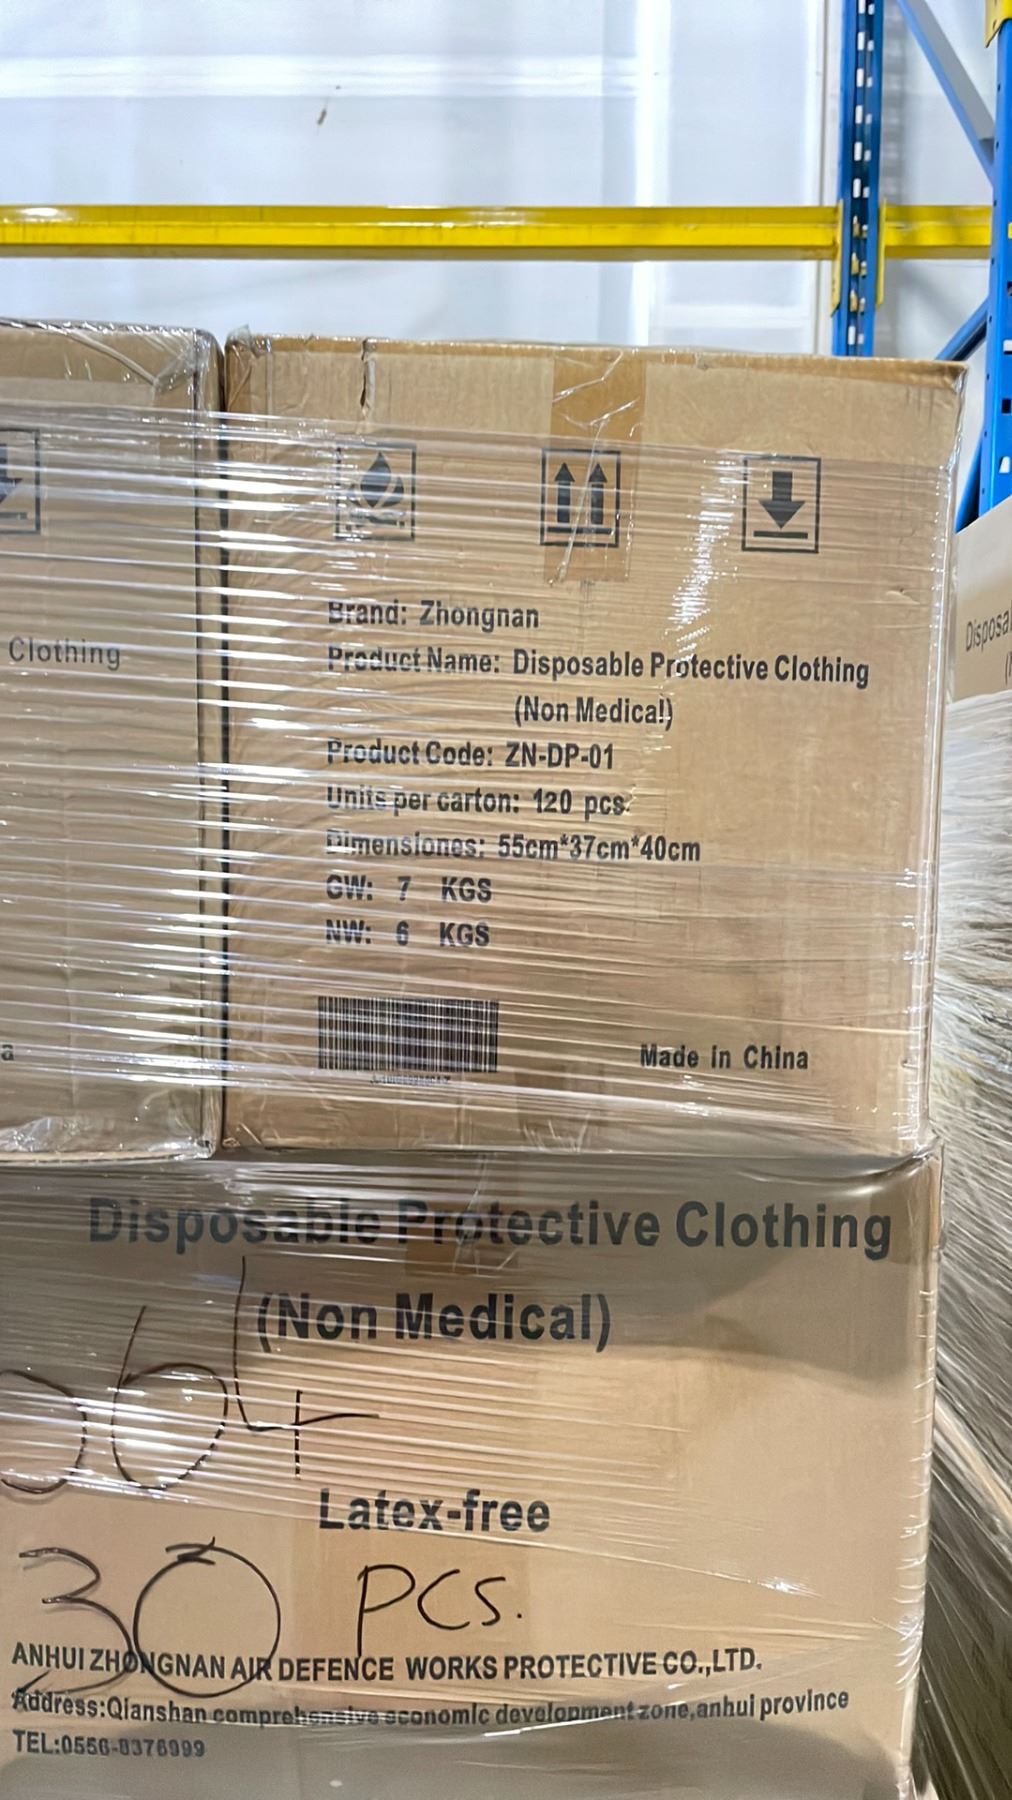 Clothing
Brand: Zhongnan
Product Name: Disposable Protective Clothing
(Non Medical)
Product Code: ZN-DP-01
Units per carton: 120 pcs.
Dimensiones: 55cm*37cm*40cm
GW: 7 KGS
NW: 6 KGS
Made in China
a
Disposable Protective Clothing
(Non Medical)
Latex-free
30 PCS.
ANHUI ZHONGNAN AIR DEFENCE WORKS PROTECTIVE CO.,LTD.
Address:Qianshan comprehensive economic development zone,anhui province
TEL:0556-8376999
Disposa